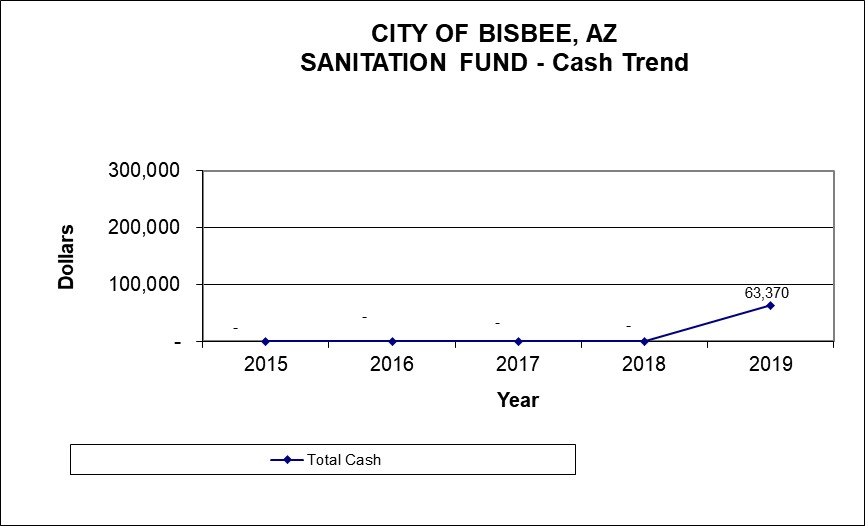 CITY OF BISBEE, AZ
SANITATION FUND - Cash Trend
300,000
200,000
100,000
-
Dollars
-
-
-
-
63,370
2015 2016 2017 2018 2019
Year
Total Cash